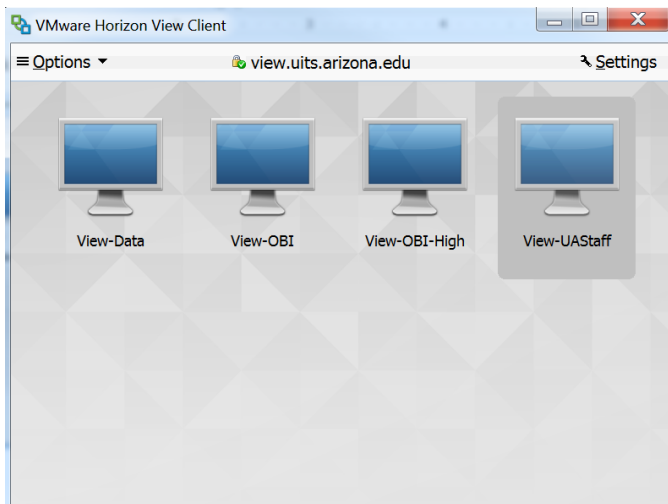 VMware Horizon View Client
Options view.uits.arizona.edu Settings
View-Data View-OBI View-OBI-High View-UAStaff